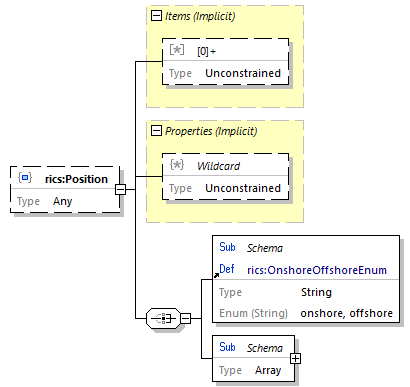 Items (Implicit)
[*] [0]+
Type Unconstrained
Properties (Implicit)
{*} Wildcard
Type Unconstrained
rics:Position
Type Any
Sub Schema
Def rics:OnshoreOffshoreEnum
Type String
Enum (String) onshore, offshore
Sub Schema
Type Array